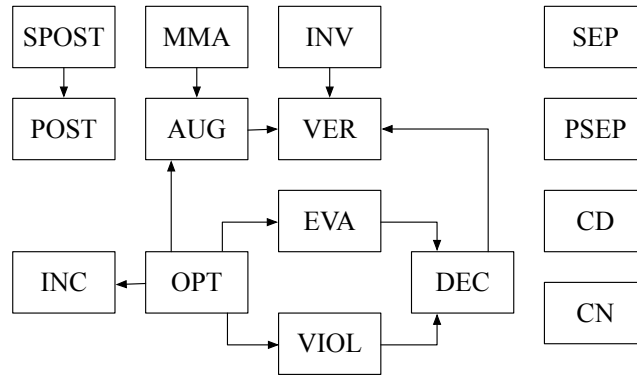 SPOST
MMA
INV
SEP
POST
AUG
VER
PSEP
EVA
CD
INC
OPT
DEC
CN
VIOL